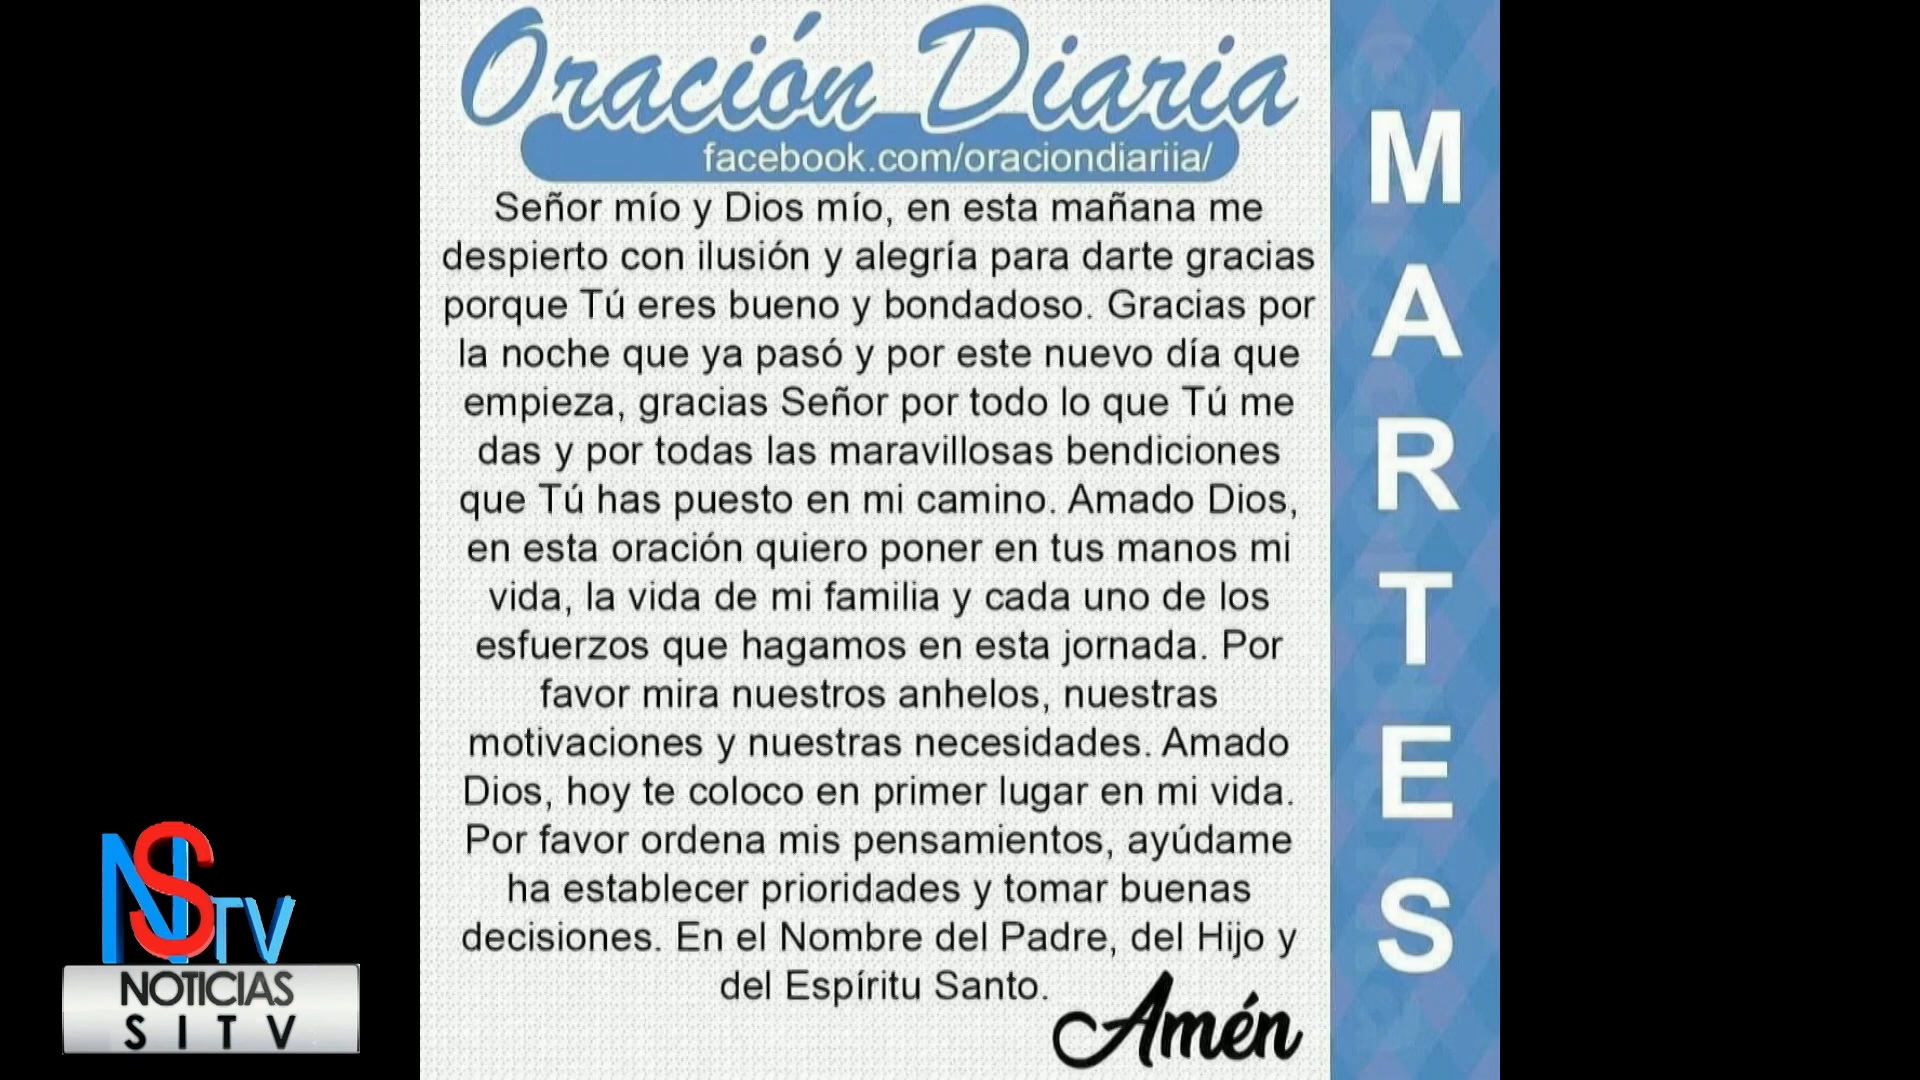 Oración Diaria
facebook.com/oraciondiariia/
Señor mío y Dios mío, en esta mañana me
despierto con ilusión y alegría para darte gracias
porque Tú eres bueno y bondadoso. Gracias por
la noche que ya pasó y por este nuevo día que
empieza, gracias Señor por todo lo que Tú me
das y por todas las maravillosas bendiciones
que Tú has puesto en mi camino. Amado Dios,
en esta oración quiero poner en tus manos mi
vida, la vida de mi familia y cada uno de los
esfuerzos que hagamos en esta jornada. Por
favor mira nuestros anhelos, nuestras
motivaciones y nuestras necesidades. Amado
Dios, hoy te coloco en primer lugar en mi vida.
Por favor ordena mis pensamientos, ayúdame
ha establecer prioridades y tomar buenas
decisiones. En el Nombre del Padre, del Hijo y
del Espíritu Santo.
Amén
MARTES
NSTV
NOTICIAS
SITV